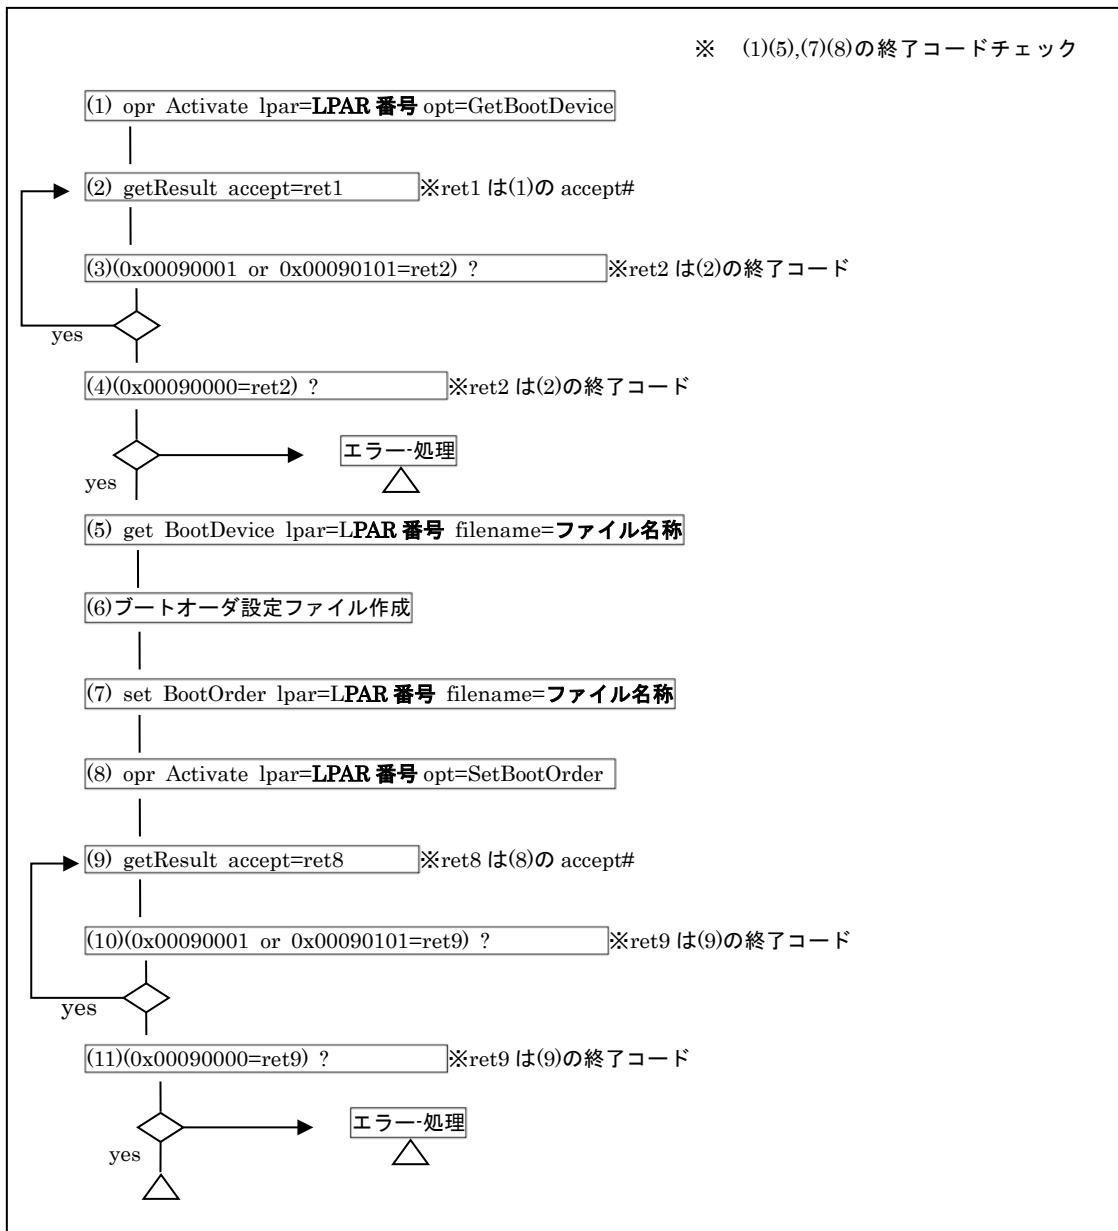 ※ (1)(5),(7)(8)の終了コードチェック
(1) opr Activate lpar=LPAR 番号 opt=GetBootDevice
(2) getResult accept=ret1 ※ret1 は(1)の accept#
(3)(0x00090001 or 0x00090101=ret2) ? ※ret2 は(2)の終了コード
yes
(4)(0x00090000=ret2) ? ※ret2 は(2)の終了コード
エラー-処理
yes
(5) get BootDevice lpar=LPAR 番号 filename=ファイル名称
(6)ブートオーダ設定ファイル作成
(7) set BootOrder lpar=LPAR 番号 filename=ファイル名称
(8) opr Activate lpar=LPAR 番号 opt=SetBootOrder
(9) getResult accept=ret8 ※ret8 は(8)の accept#
(10)(0x00090001 or 0x00090101=ret9) ? ※ret9 は(9)の終了コード
yes
(11)(0x00090000=ret9) ? ※ret9 は(9)の終了コード
エラー-処理
yes